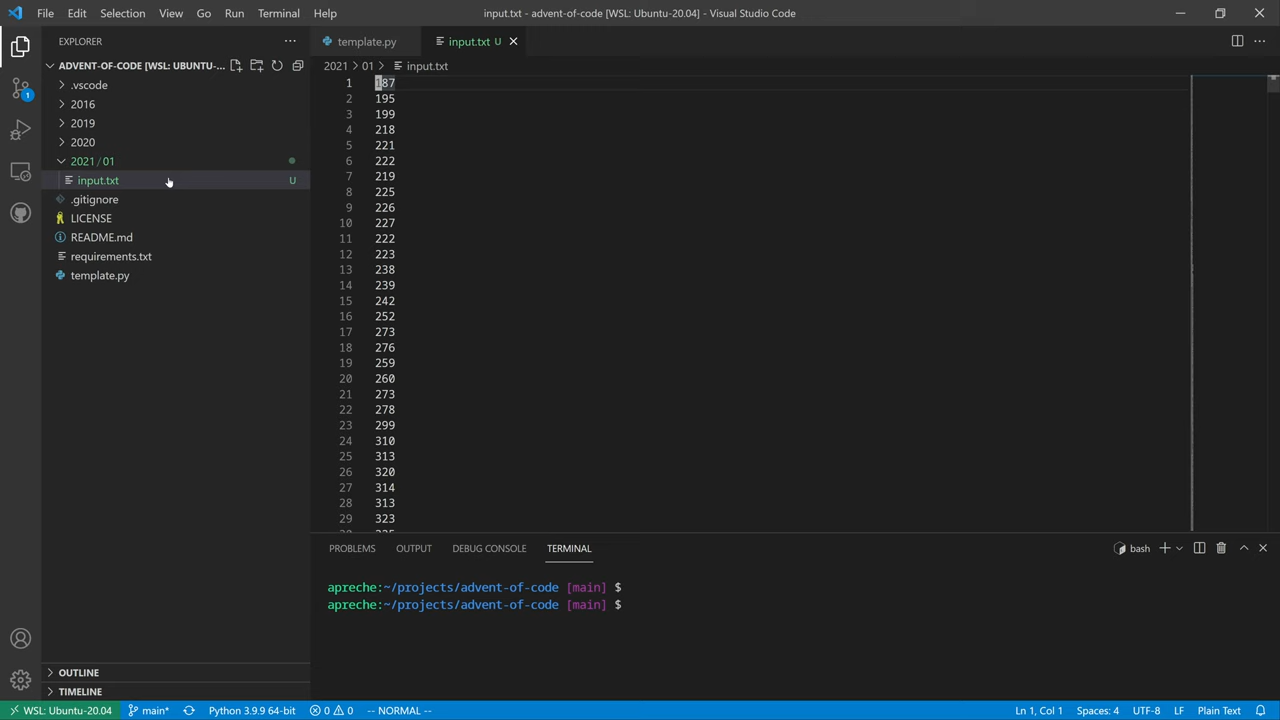 File Edit Selection View Go Run Terminal Help
input.txt - advent-of-code [WSL: Ubuntu-20.04] - Visual Studio Code
EXPLORER
ADVENT-OF-CODE [WSL: UBUNTU-...
.vscode
2016
2019
2020
2021 / 01
input.txt U
.gitignore
LICENSE
README.md
requirements.txt
template.py
OUTLINE
TIMELINE
1
template.py
input.txt U
2021 > 01 > input.txt
1 187
2 195
3 199
4 218
5 221
6 222
7 219
8 225
9 226
10 227
11 222
12 223
13 238
14 239
15 242
16 252
17 273
18 276
19 259
20 260
21 273
22 278
23 299
24 310
25 313
26 320
27 314
28 313
29 323
PROBLEMS OUTPUT DEBUG CONSOLE TERMINAL
bash
apreche:~/projects/advent-of-code [main] $
apreche:~/projects/advent-of-code [main] $
WSL: Ubuntu-20.04 main* Python 3.9.9 64-bit 0 0 -- NORMAL -- Ln 1, Col 1 Spaces: 4 UTF-8 LF Plain Text